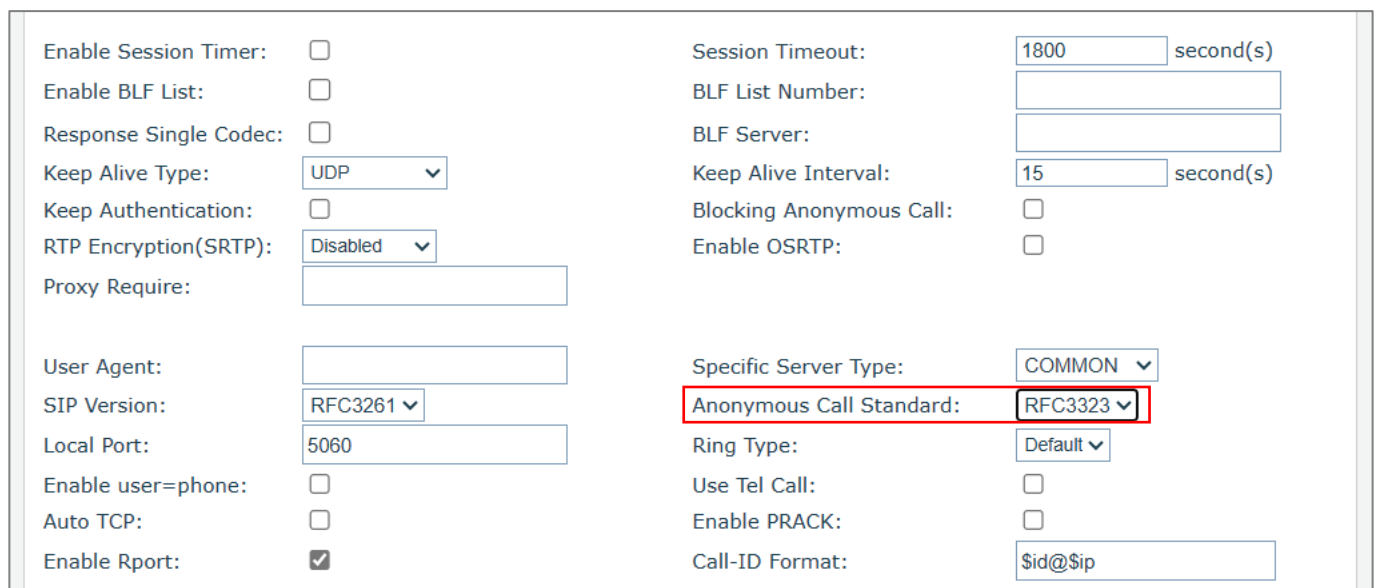 Enable Session Timer: Session Timeout: 1800 second(s)
Enable BLF List: BLF List Number:
Response Single Codec: BLF Server:
Keep Alive Type: UDP Keep Alive Interval: 15 second(s)
Keep Authentication: Blocking Anonymous Call:
RTP Encryption(SRTP): Disabled Enable OSRTP:
Proxy Require:
User Agent: Specific Server Type: COMMON
SIP Version: RFC3261 Anonymous Call Standard: RFC3323
Local Port: 5060 Ring Type: Default
Enable user=phone: Use Tel Call:
Auto TCP: Enable PRACK:
Enable Rport: Call-ID Format: $id@$ip